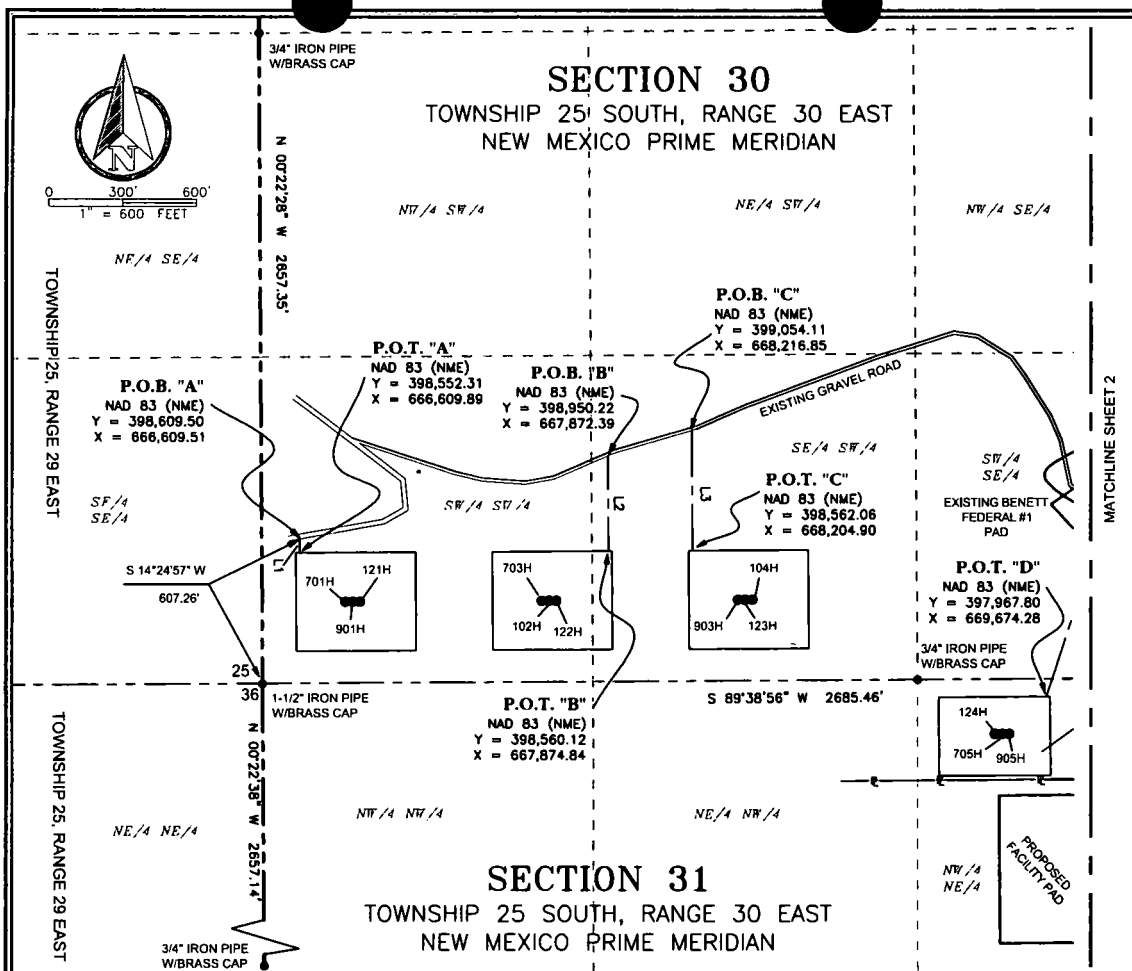 3/4" IRON PIPE
W/BRASS CAP
SECTION 30
TOWNSHIP 25 SOUTH, RANGE 30 EAST
NEW MEXICO PRIME MERIDIAN
N
0 300' 600'
1" = 600 FEET
N 00°22'28" W 2657.35'
NW/4 SW/4
NE/4 SW/4
NW/4 SE/4
NE/4 SE/4
TOWNSHIP 25, RANGE 29 EAST
P.O.B. "C"
NAD 83 (NME)
Y = 399,054.11
X = 668,216.85
P.O.T. "A"
NAD 83 (NME)
Y = 398,552.31
X = 666,609.89
P.O.B. "B"
NAD 83 (NME)
Y = 398,950.22
X = 667,872.39
P.O.B. "A"
NAD 83 (NME)
Y = 398,609.50
X = 666,609.51
EXISTING GRAVEL ROAD
MATCHLINE SHEET 2
SE/4 SW/4
SW/4
SE/4
SE/4
SE/4
SW/4 SW/4
P.O.T. "C"
NAD 83 (NME)
Y = 398,562.06
X = 668,204.90
EXISTING BENETT
FEDERAL #1
PAD
L1
L2
L3
S 14°24'57" W
607.26'
701H
121H
901H
703H
102H
122H
104H
903H
123H
P.O.T. "D"
NAD 83 (NME)
Y = 397,967.80
X = 669,674.28
3/4" IRON PIPE
W/BRASS CAP
25
36
1-1/2" IRON PIPE
W/BRASS CAP
S 89°38'56" W 2685.46'
P.O.T. "B"
NAD 83 (NME)
Y = 398,560.12
X = 667,874.84
124H
705H
905H
TOWNSHIP 25, RANGE 29 EAST
N 00°22'38" W 2657.14'
NE/4 NE/4
NW/4 NW/4
NE/4 NW/4
NW/4
NE/4
PROPOSED
FACILITY PAD
SECTION 31
TOWNSHIP 25 SOUTH, RANGE 30 EAST
NEW MEXICO PRIME MERIDIAN
3/4" IRON PIPE
W/BRASS CAP